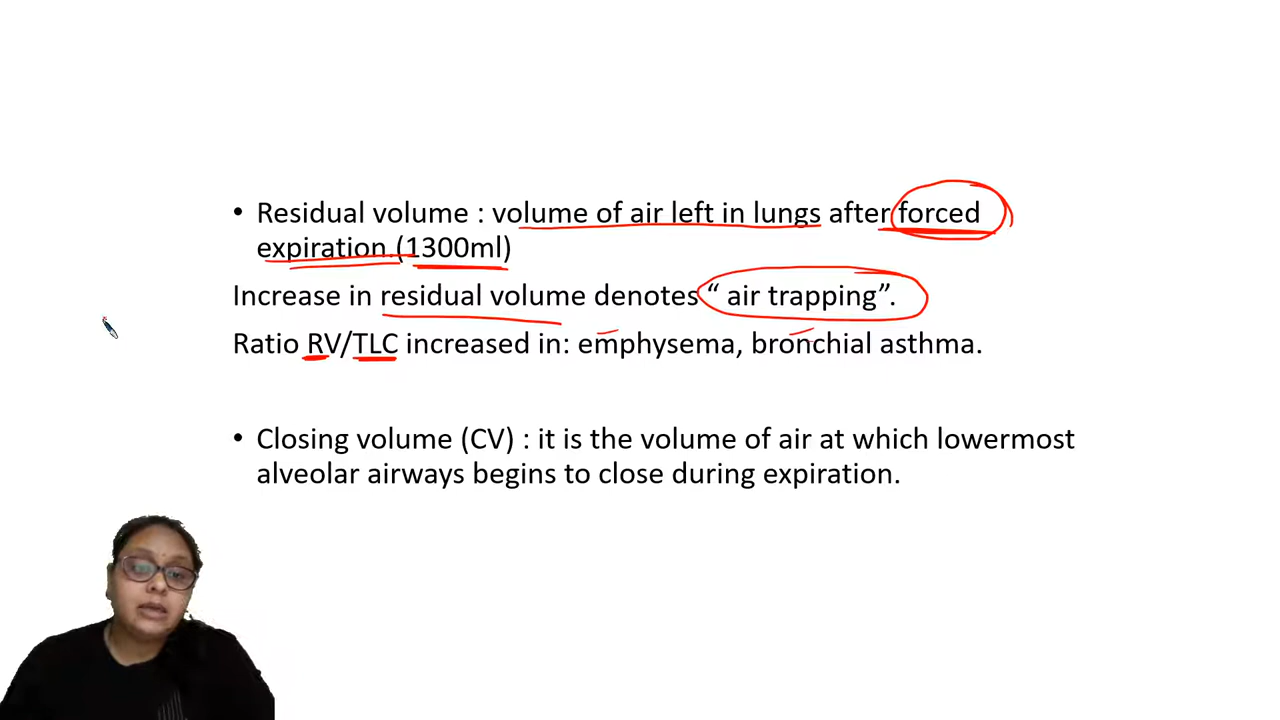 • Residual volume : volume of air left in lungs after forced
expiration.(1300ml)
Increase in residual volume denotes “ air trapping”.
Ratio RV/TLC increased in: emphysema, bronchial asthma.
• Closing volume (CV) : it is the volume of air at which lowermost
alveolar airways begins to close during expiration.